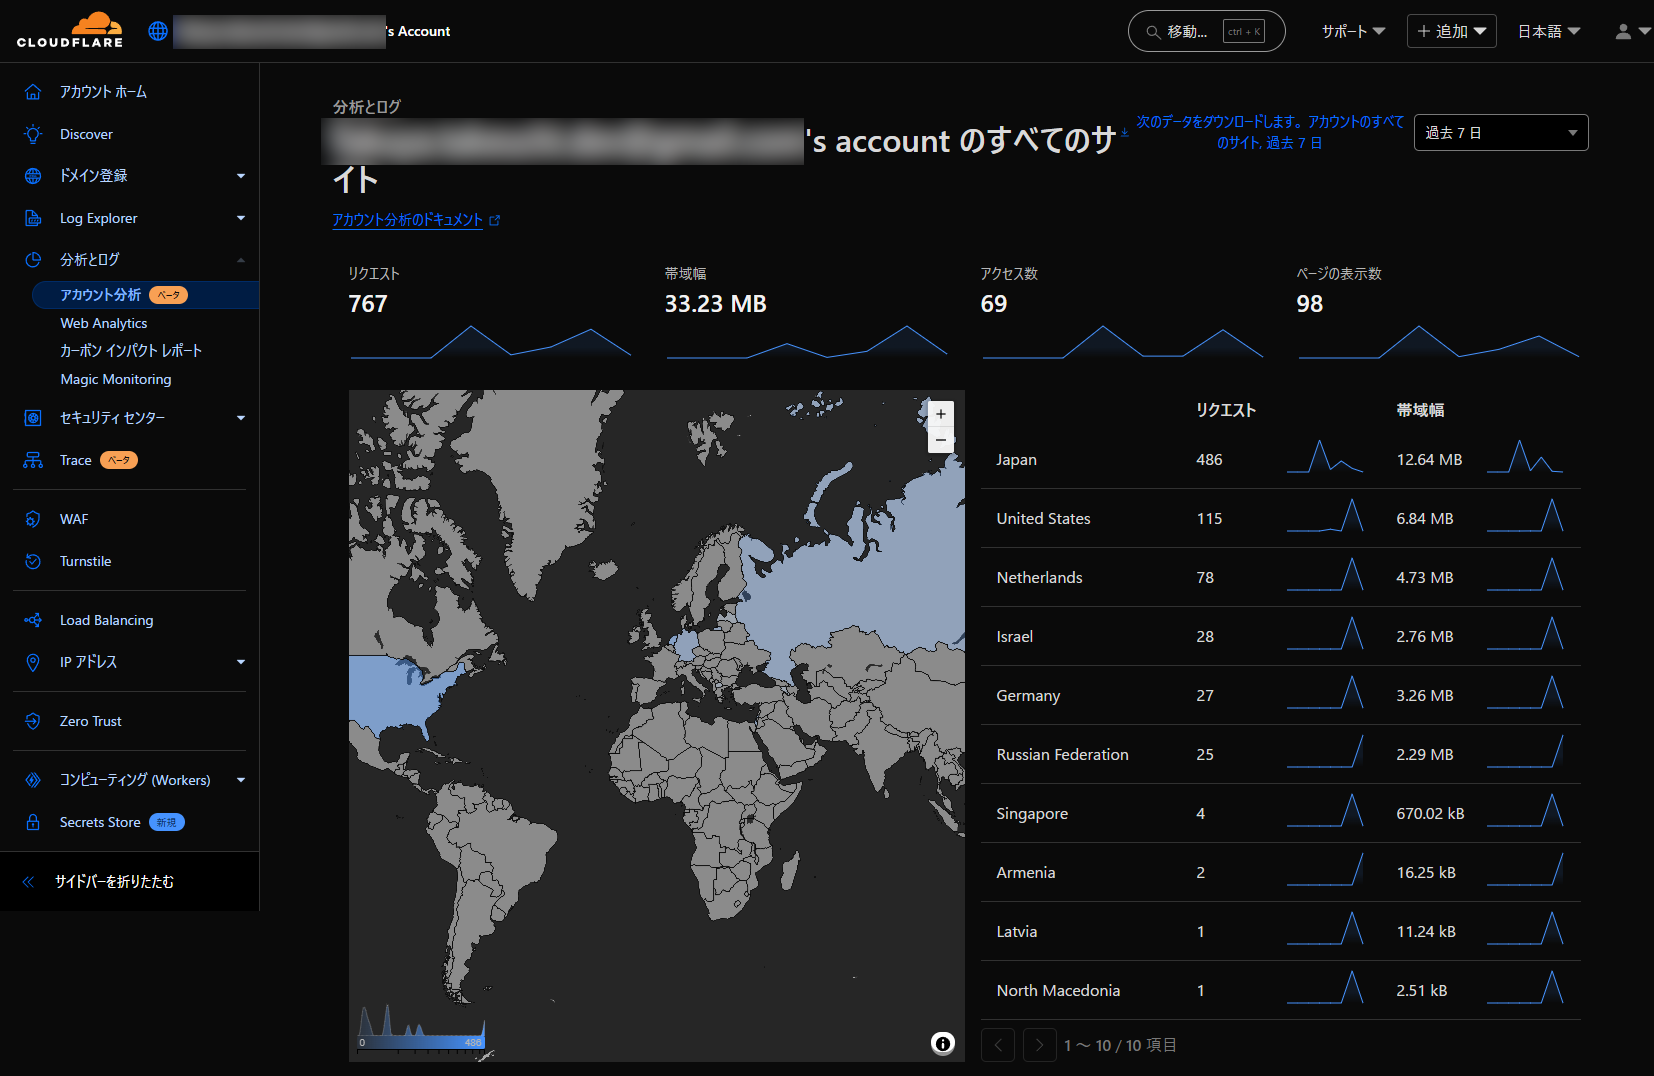 CLOUDFLARE
's Account
移動...
ctrl + K
サポート
追加
日本語
アカウント ホーム
Discover
ドメイン登録
Log Explorer
分析とログ
アカウント分析 ベータ
Web Analytics
カーボン インパクト レポート
Magic Monitoring
セキュリティ センター
Trace ベータ
WAF
Turnstile
Load Balancing
IP アドレス
Zero Trust
コンピューティング (Workers)
Secrets Store 新規
サイドバーを折りたたむ
分析とログ
's account のすべてのサ
イト
次のデータをダウンロードします。アカウントのすべて
のサイト, 過去 7 日
過去 7 日
アカウント分析のドキュメント
リクエスト
767
帯域幅
33.23 MB
アクセス数
69
ページの表示数
98
+
−
0 486
リクエスト 帯域幅
Japan 486 12.64 MB
United States 115 6.84 MB
Netherlands 78 4.73 MB
Israel 28 2.76 MB
Germany 27 3.26 MB
Russian Federation 25 2.29 MB
Singapore 4 670.02 kB
Armenia 2 16.25 kB
Latvia 1 11.24 kB
North Macedonia 1 2.51 kB
1 ～ 10 / 10 項目